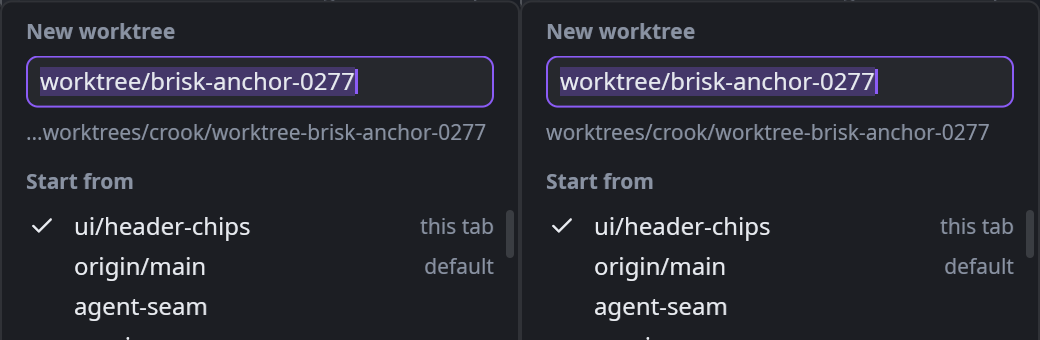 New worktree
worktree/brisk-anchor-0277
...worktrees/crook/worktree-brisk-anchor-0277
Start from
ui/header-chips this tab
origin/main default
agent-seam
New worktree
worktree/brisk-anchor-0277
worktrees/crook/worktree-brisk-anchor-0277
Start from
ui/header-chips this tab
origin/main default
agent-seam